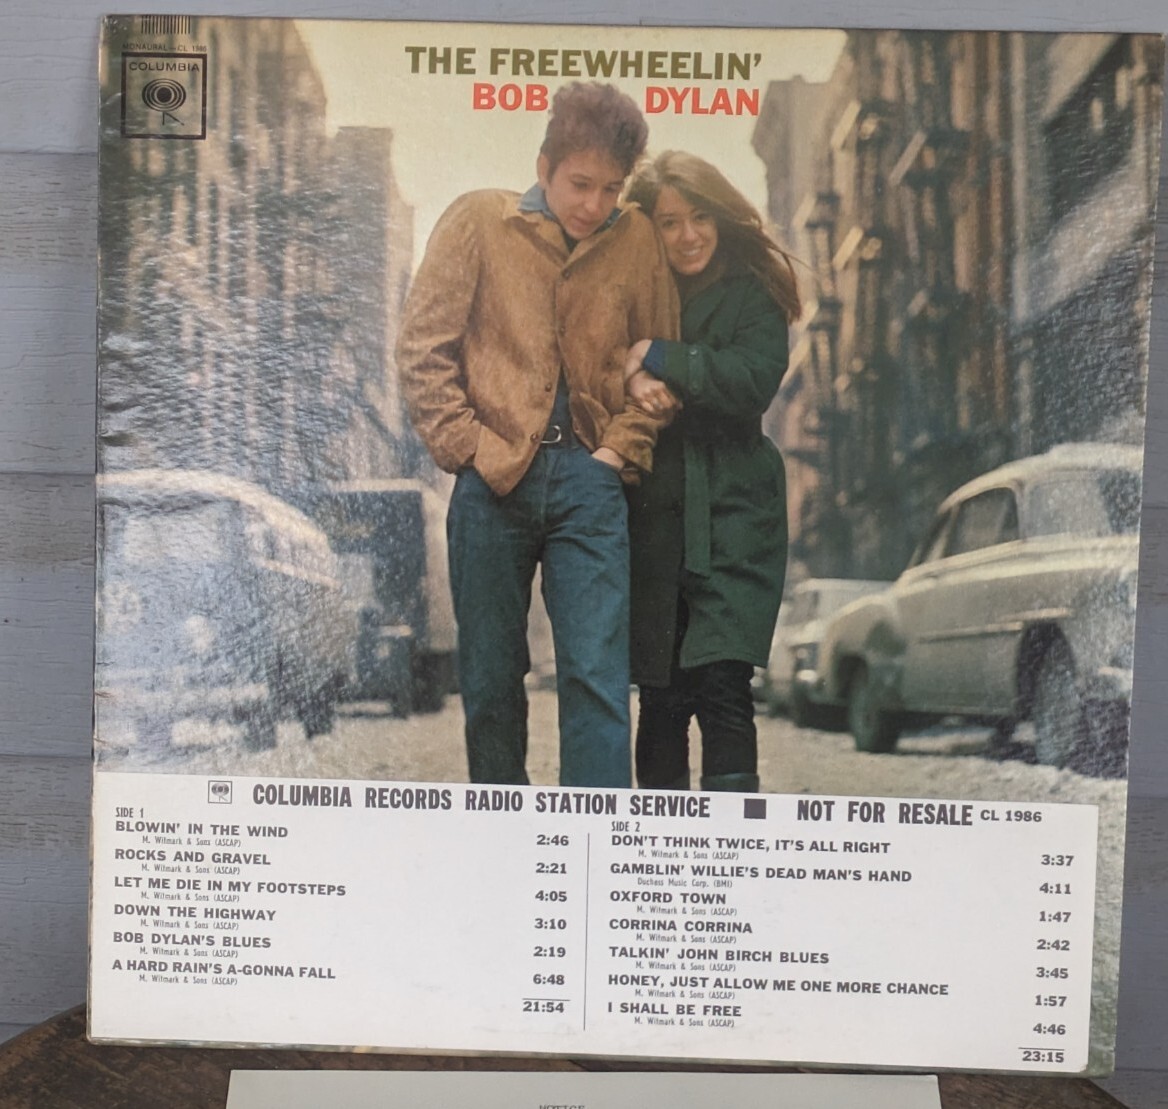 MONAURAL—CL 1986
COLUMBIA
THE FREEWHEELIN'
BOB DYLAN
COLUMBIA RECORDS RADIO STATION SERVICE ■ NOT FOR RESALE CL 1986
SIDE 1
BLOWIN' IN THE WIND 2:46
M. Witmark & Sons (ASCAP)
ROCKS AND GRAVEL 2:21
M. Witmark & Sons (ASCAP)
LET ME DIE IN MY FOOTSTEPS 4:05
M. Witmark & Sons (ASCAP)
DOWN THE HIGHWAY 3:10
M. Witmark & Sons (ASCAP)
BOB DYLAN'S BLUES 2:19
M. Witmark & Sons (ASCAP)
A HARD RAIN'S A-GONNA FALL 6:48
M. Witmark & Sons (ASCAP)
21:54
SIDE 2
DON'T THINK TWICE, IT'S ALL RIGHT 3:37
M. Witmark & Sons (ASCAP)
GAMBLIN' WILLIE'S DEAD MAN'S HAND 4:11
Duchess Music Corp. (BMI)
OXFORD TOWN 1:47
M. Witmark & Sons (ASCAP)
CORRINA CORRINA 2:42
M. Witmark & Sons (ASCAP)
TALKIN' JOHN BIRCH BLUES 3:45
M. Witmark & Sons (ASCAP)
HONEY, JUST ALLOW ME ONE MORE CHANCE 1:57
M. Witmark & Sons (ASCAP)
I SHALL BE FREE 4:46
M. Witmark & Sons (ASCAP)
23:15